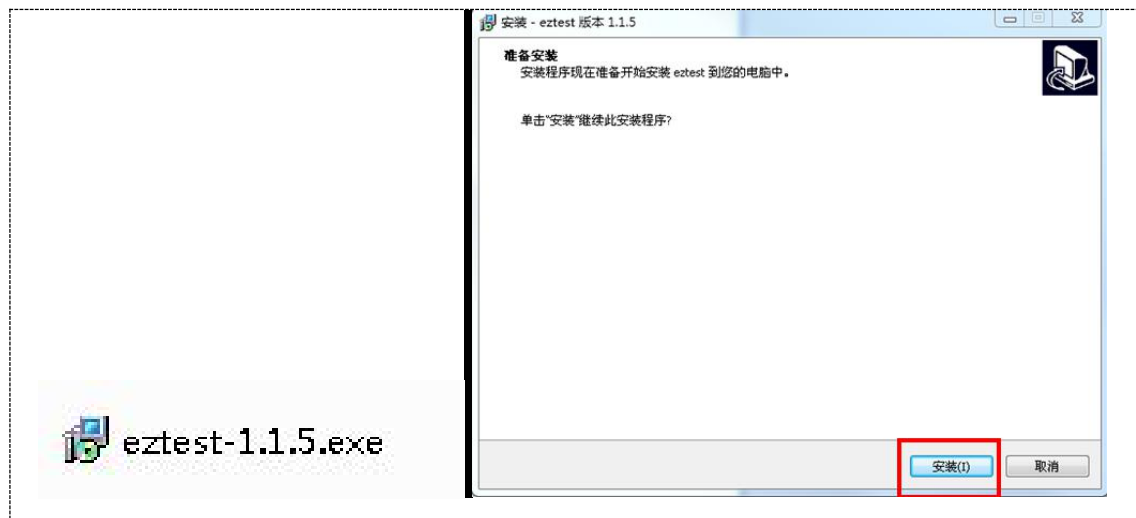 安装 - eztest 版本 1.1.5
准备安装
安装程序现在准备开始安装 eztest 到您的电脑中。
单击"安装"继续此安装程序?
eztest-1.1.5.exe
安装(I)
取消